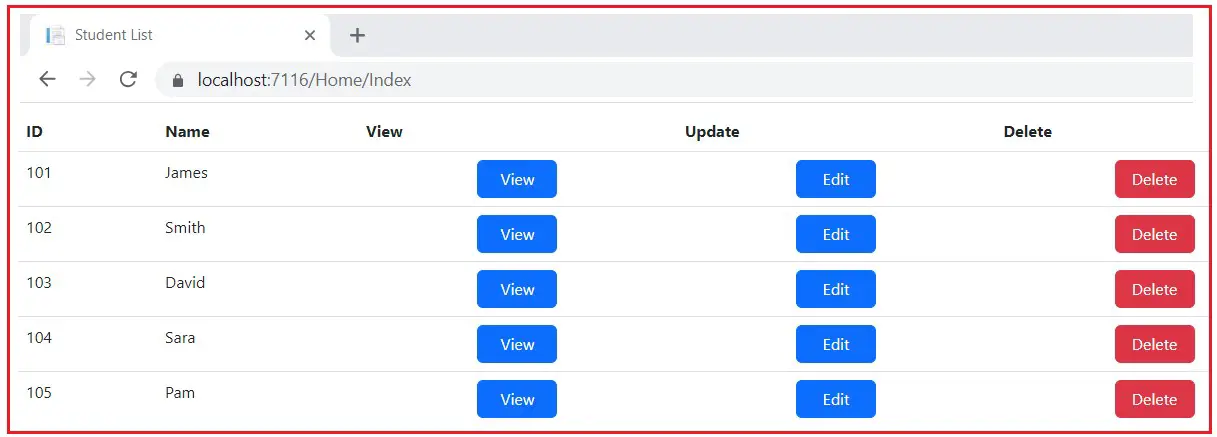 Student List
localhost:7116/Home/Index
ID Name View Update Delete
101 James View Edit Delete
102 Smith View Edit Delete
103 David View Edit Delete
104 Sara View Edit Delete
105 Pam View Edit Delete